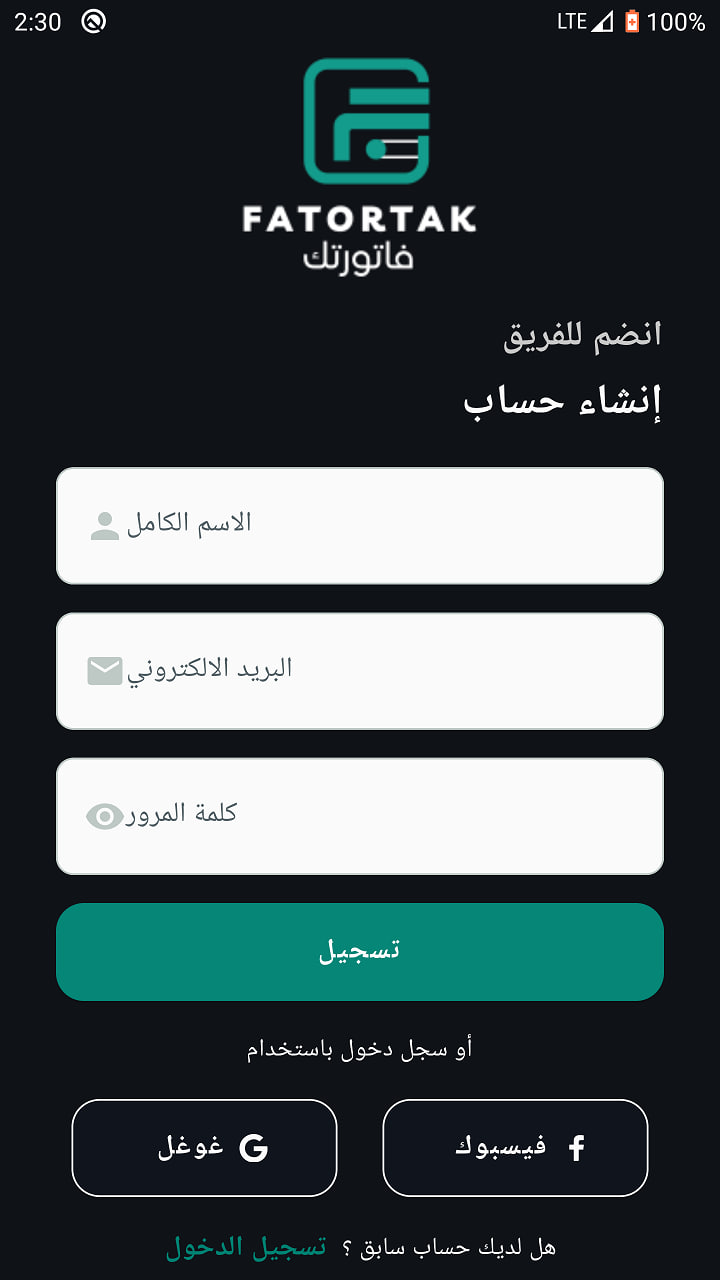 2:30 LTE 100%
FATORTAK
فاتورتك
انضم للفريق
إنشاء حساب
الاسم الكامل
البريد الالكتروني
كلمة المرور
تسجيل
أو سجل دخول باستخدام
فيسبوك
غوغل
هل لديك حساب سابق ؟ تسجيل الدخول